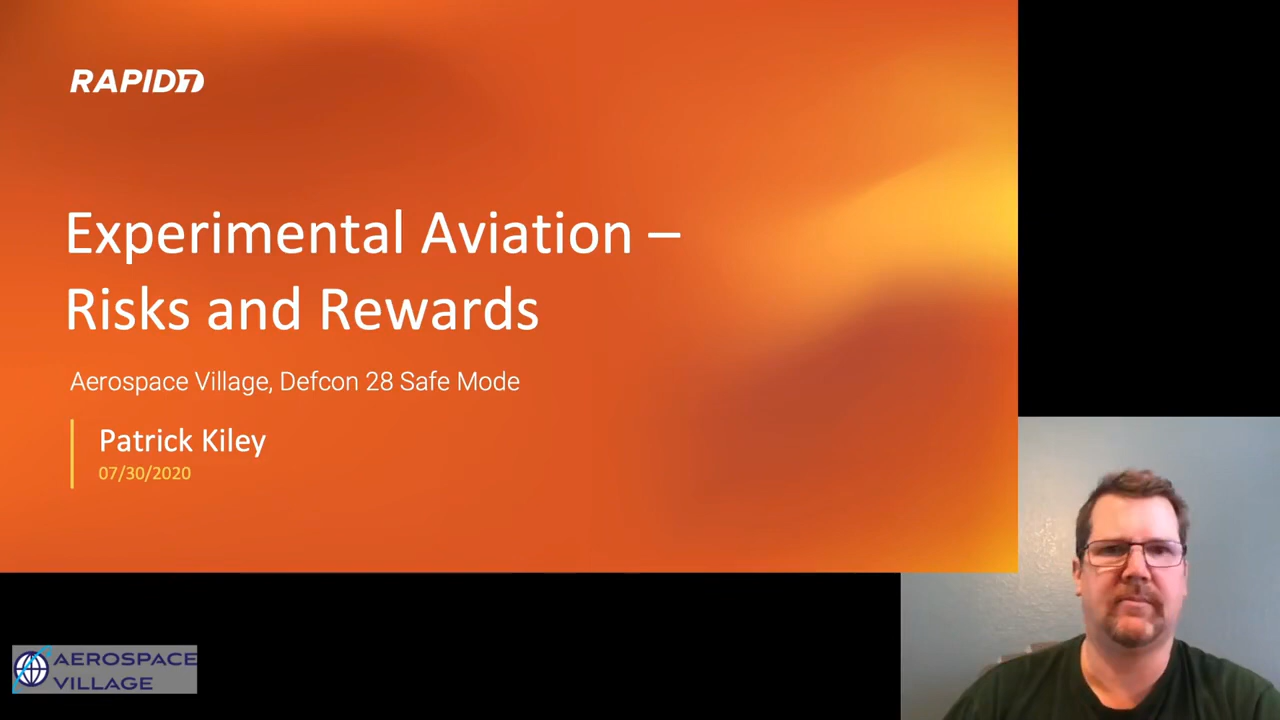 RAPID7
Experimental Aviation –
Risks and Rewards
Aerospace Village, Defcon 28 Safe Mode
Patrick Kiley
07/30/2020
AEROSPACE
VILLAGE